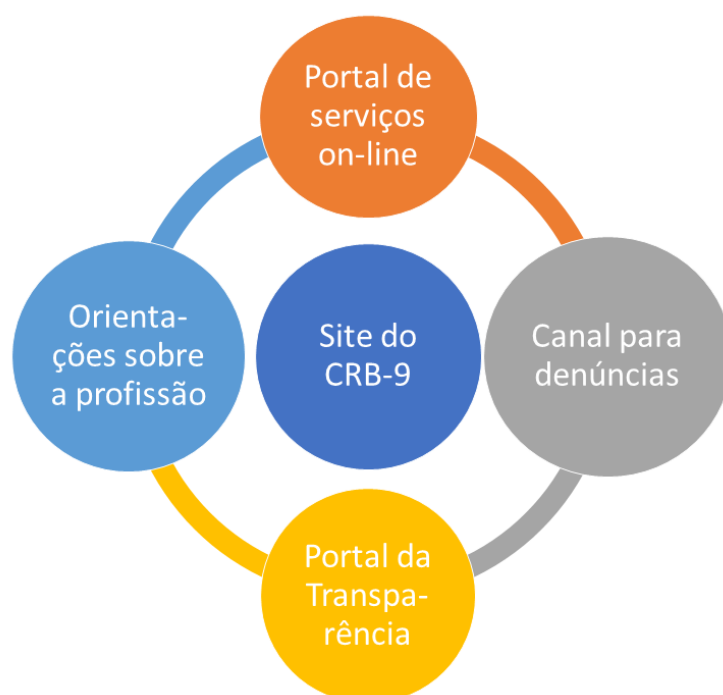 Portal de
serviços
on-line
Orienta-
ções sobre
a profissão
Site do
CRB-9
Canal para
denúncias
Portal da
Transpa-
rência